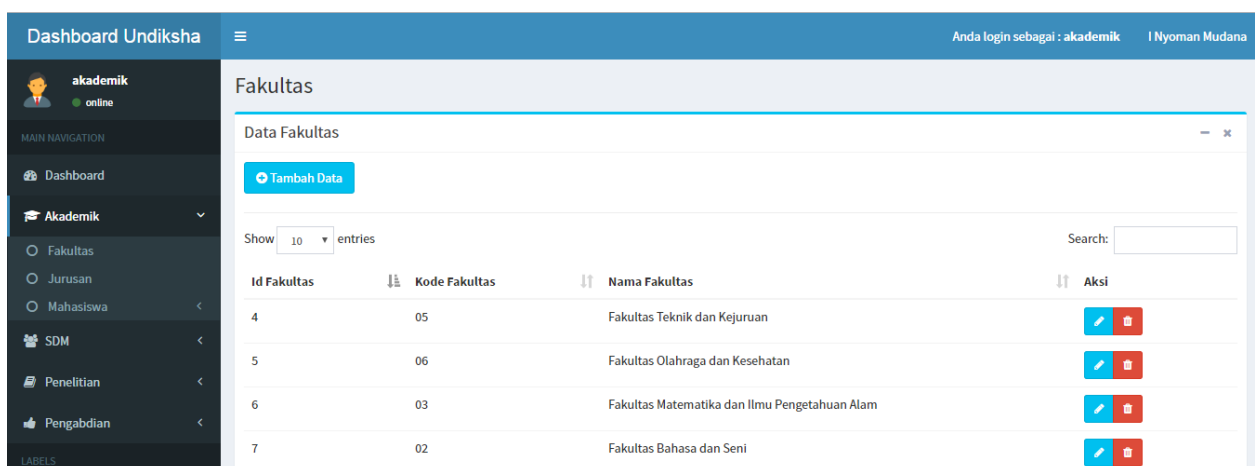 Dashboard Undiksha
Anda login sebagai : akademik I Nyoman Mudana
akademik
online
MAIN NAVIGATION
Dashboard
Akademik
Fakultas
Jurusan
Mahasiswa
SDM
Penelitian
Pengabdian
LABELS
Fakultas
Data Fakultas
Tambah Data
Show 10 entries Search:
Id Fakultas Kode Fakultas Nama Fakultas Aksi
4 05 Fakultas Teknik dan Kejuruan
5 06 Fakultas Olahraga dan Kesehatan
6 03 Fakultas Matematika dan Ilmu Pengetahuan Alam
7 02 Fakultas Bahasa dan Seni